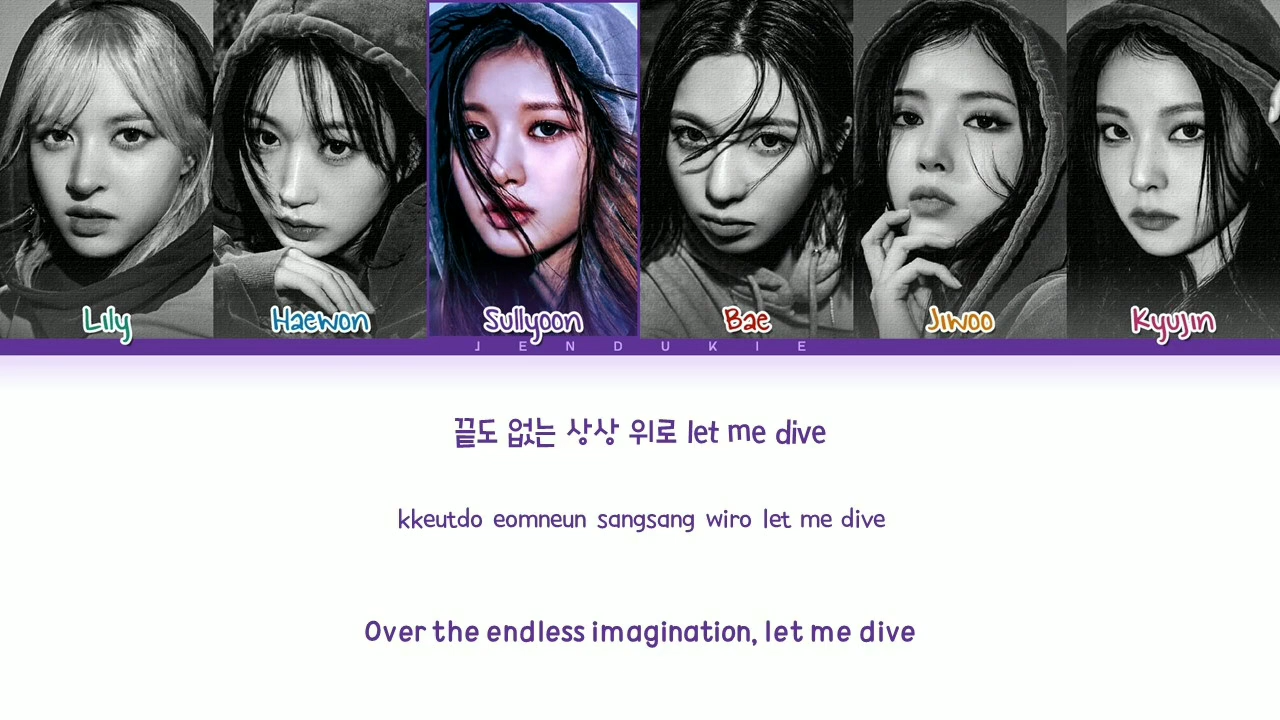 Lily Haewon Sullyoon Bae Jiwoo Kyujin
JENDUKIE
끝도 없는 상상 위로 let me dive
kkeutdo eomneun sangsang wiro let me dive
Over the endless imagination, let me dive